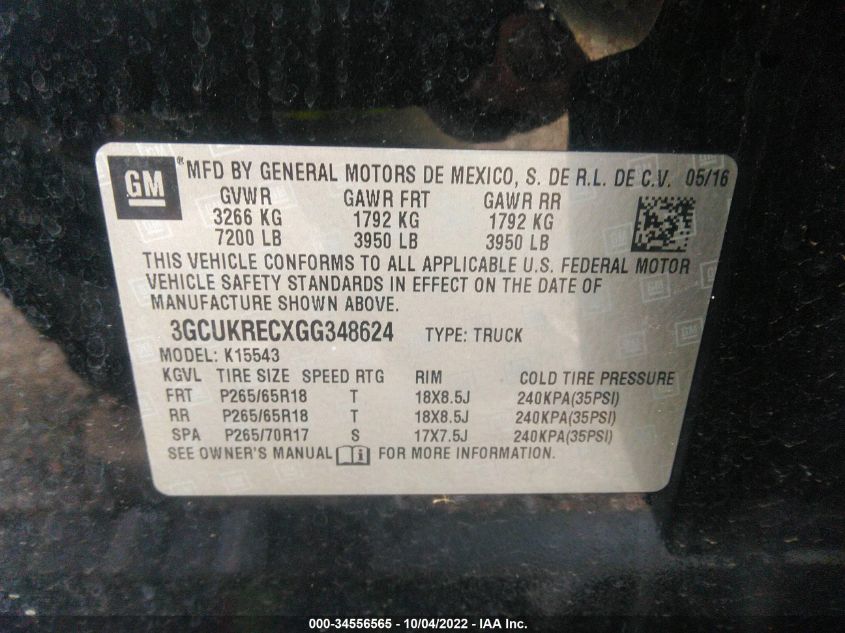 GM ® MFD BY GENERAL MOTORS DE MEXICO, S. DE R.L. DE C.V. 05/16
GVWR GAWR FRT GAWR RR
3266 KG 1792 KG 1792 KG
7200 LB 3950 LB 3950 LB
THIS VEHICLE CONFORMS TO ALL APPLICABLE U.S. FEDERAL MOTOR
VEHICLE SAFETY STANDARDS IN EFFECT ON THE DATE OF
MANUFACTURE SHOWN ABOVE.
3GCUKRECXGG348624 TYPE: TRUCK
MODEL: K15543
KGVL TIRE SIZE SPEED RTG RIM COLD TIRE PRESSURE
FRT P265/65R18 T 18X8.5J 240KPA(35PSI)
RR P265/65R18 T 18X8.5J 240KPA(35PSI)
SPA P265/70R17 S 17X7.5J 240KPA(35PSI)
SEE OWNER'S MANUAL FOR MORE INFORMATION.
000-34556565 - 10/04/2022 - IAA Inc.